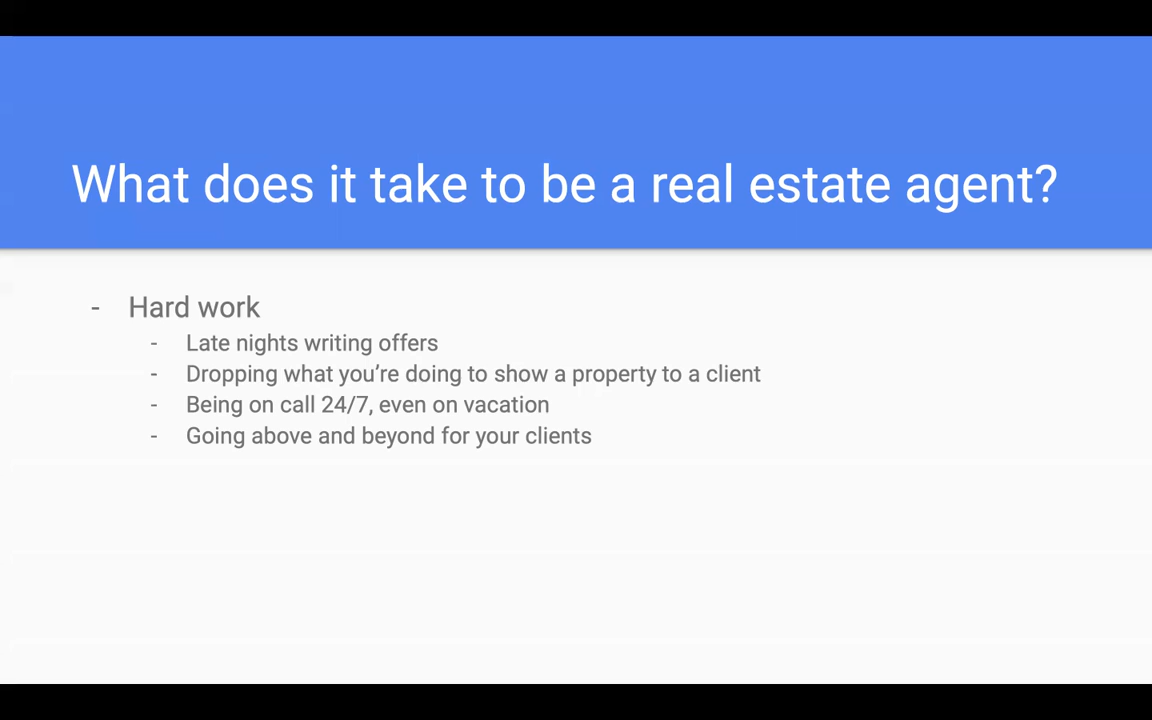 What does it take to be a real estate agent?
- Hard work
- Late nights writing offers
- Dropping what you’re doing to show a property to a client
- Being on call 24/7, even on vacation
- Going above and beyond for your clients